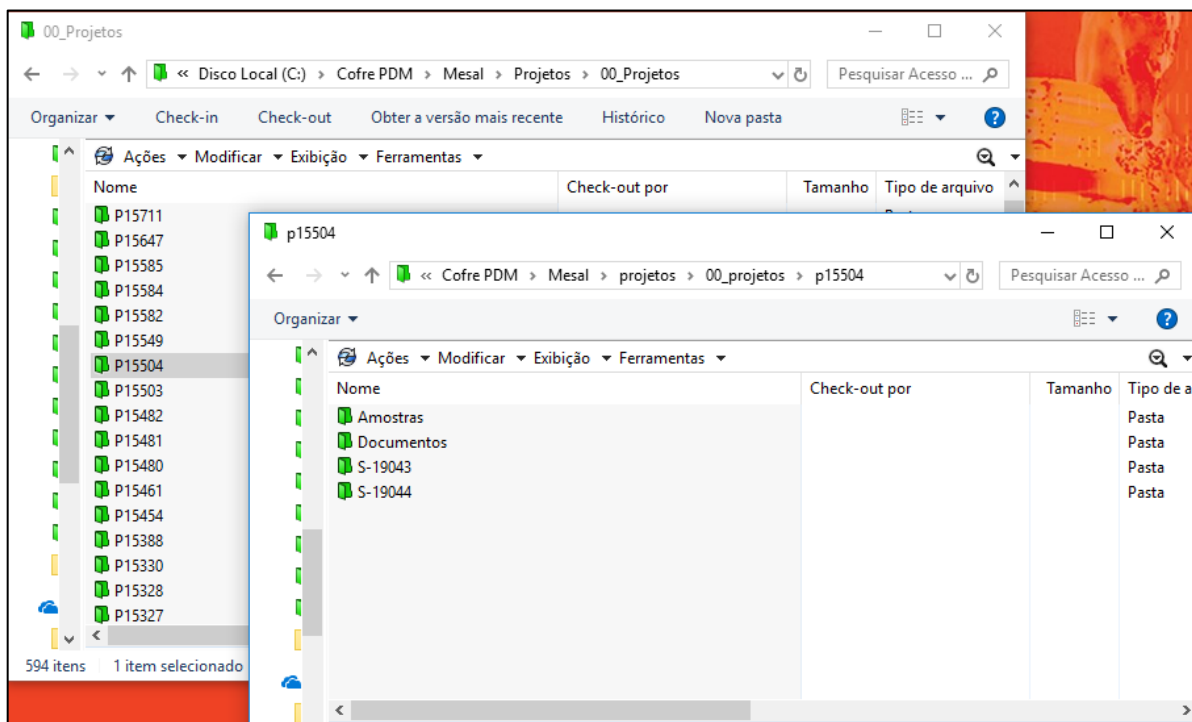 00_Projetos
« Disco Local (C:) > Cofre PDM > Mesal > Projetos > 00_Projetos
Pesquisar Acesso ...
Organizar Check-in Check-out Obter a versão mais recente Histórico Nova pasta
Ações Modificar Exibição Ferramentas
Nome Check-out por Tamanho Tipo de arquivo
P15711
P15647
P15585
P15584
P15582
P15549
P15504
P15503
P15482
P15481
P15480
P15461
P15454
P15388
P15330
P15328
P15327
594 itens 1 item selecionado
p15504
« Cofre PDM > Mesal > projetos > 00_projetos > p15504
Pesquisar Acesso ...
Organizar
Ações Modificar Exibição Ferramentas
Nome Check-out por Tamanho Tipo de a
Amostras Pasta
Documentos Pasta
S-19043 Pasta
S-19044 Pasta